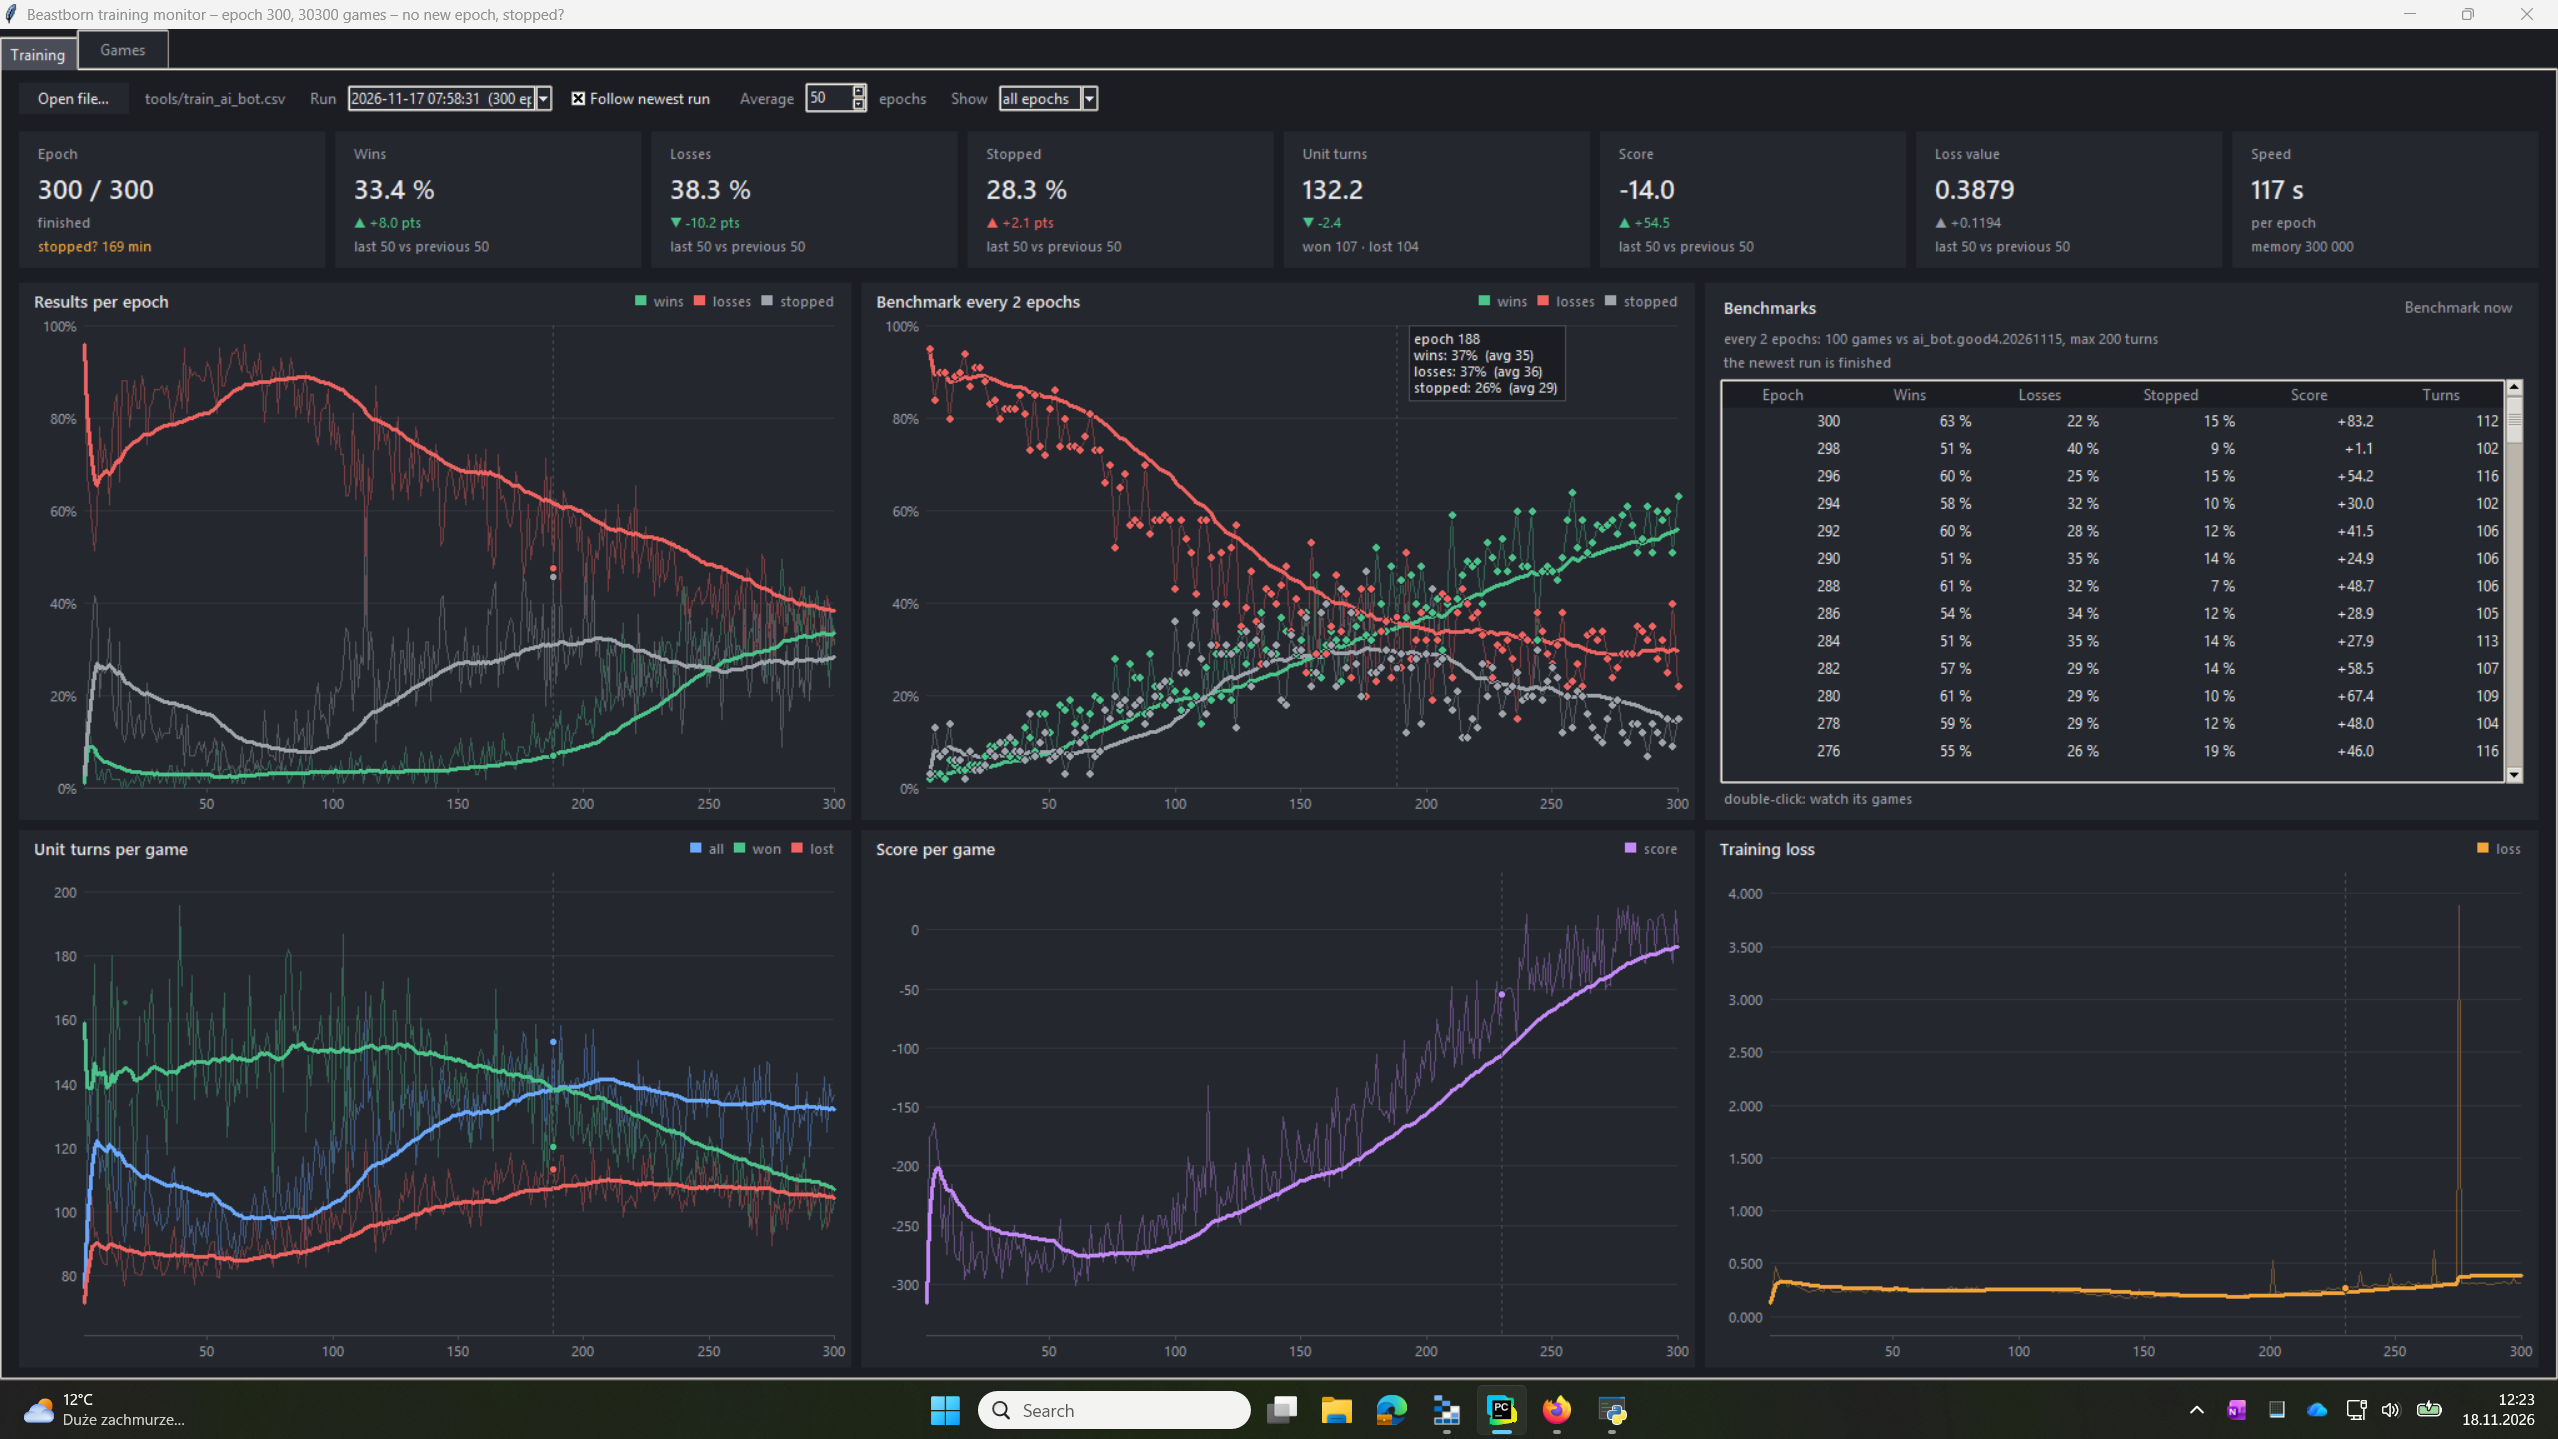 Beastborn training monitor – epoch 300, 30300 games – no new epoch, stopped?
Training Games
Open file... tools/train_ai_bot.csv Run 2026-11-17 07:58:31 (300 ep Follow newest run Average 50 epochs Show all epochs
Epoch
300 / 300
finished
stopped? 169 min
Wins
33.4 %
▲ +8.0 pts
last 50 vs previous 50
Losses
38.3 %
▼ -10.2 pts
last 50 vs previous 50
Stopped
28.3 %
▲ +2.1 pts
last 50 vs previous 50
Unit turns
132.2
▼ -2.4
won 107 · lost 104
Score
-14.0
▲ +54.5
last 50 vs previous 50
Loss value
0.3879
▲ +0.1194
last 50 vs previous 50
Speed
117 s
per epoch
memory 300 000
Results per epoch wins losses stopped
100%
80%
60%
40%
20%
0%
50 100 150 200 250 300
Benchmark every 2 epochs wins losses stopped
100%
80%
60%
40%
20%
0%
50 100 150 200 250 300
epoch 188
wins: 37% (avg 35)
losses: 37% (avg 36)
stopped: 26% (avg 29)
Benchmarks Benchmark now
every 2 epochs: 100 games vs ai_bot.good4.20261115, max 200 turns
the newest run is finished
Epoch Wins Losses Stopped Score Turns
300 63 % 22 % 15 % +83.2 112
298 51 % 40 % 9 % +1.1 102
296 60 % 25 % 15 % +54.2 116
294 58 % 32 % 10 % +30.0 102
292 60 % 28 % 12 % +41.5 106
290 51 % 35 % 14 % +24.9 106
288 61 % 32 % 7 % +48.7 106
286 54 % 34 % 12 % +28.9 105
284 51 % 35 % 14 % +27.9 113
282 57 % 29 % 14 % +58.5 107
280 61 % 29 % 10 % +67.4 109
278 59 % 29 % 12 % +48.0 104
276 55 % 26 % 19 % +46.0 116
double-click: watch its games
Unit turns per game all won lost
200
180
160
140
120
100
80
50 100 150 200 250 300
Score per game score
0
-50
-100
-150
-200
-250
-300
50 100 150 200 250 300
Training loss loss
4.000
3.500
3.000
2.500
2.000
1.500
1.000
0.500
0.000
50 100 150 200 250 300
12°C
Duże zachmurze...
Search
PC
N
12:23
18.11.2026